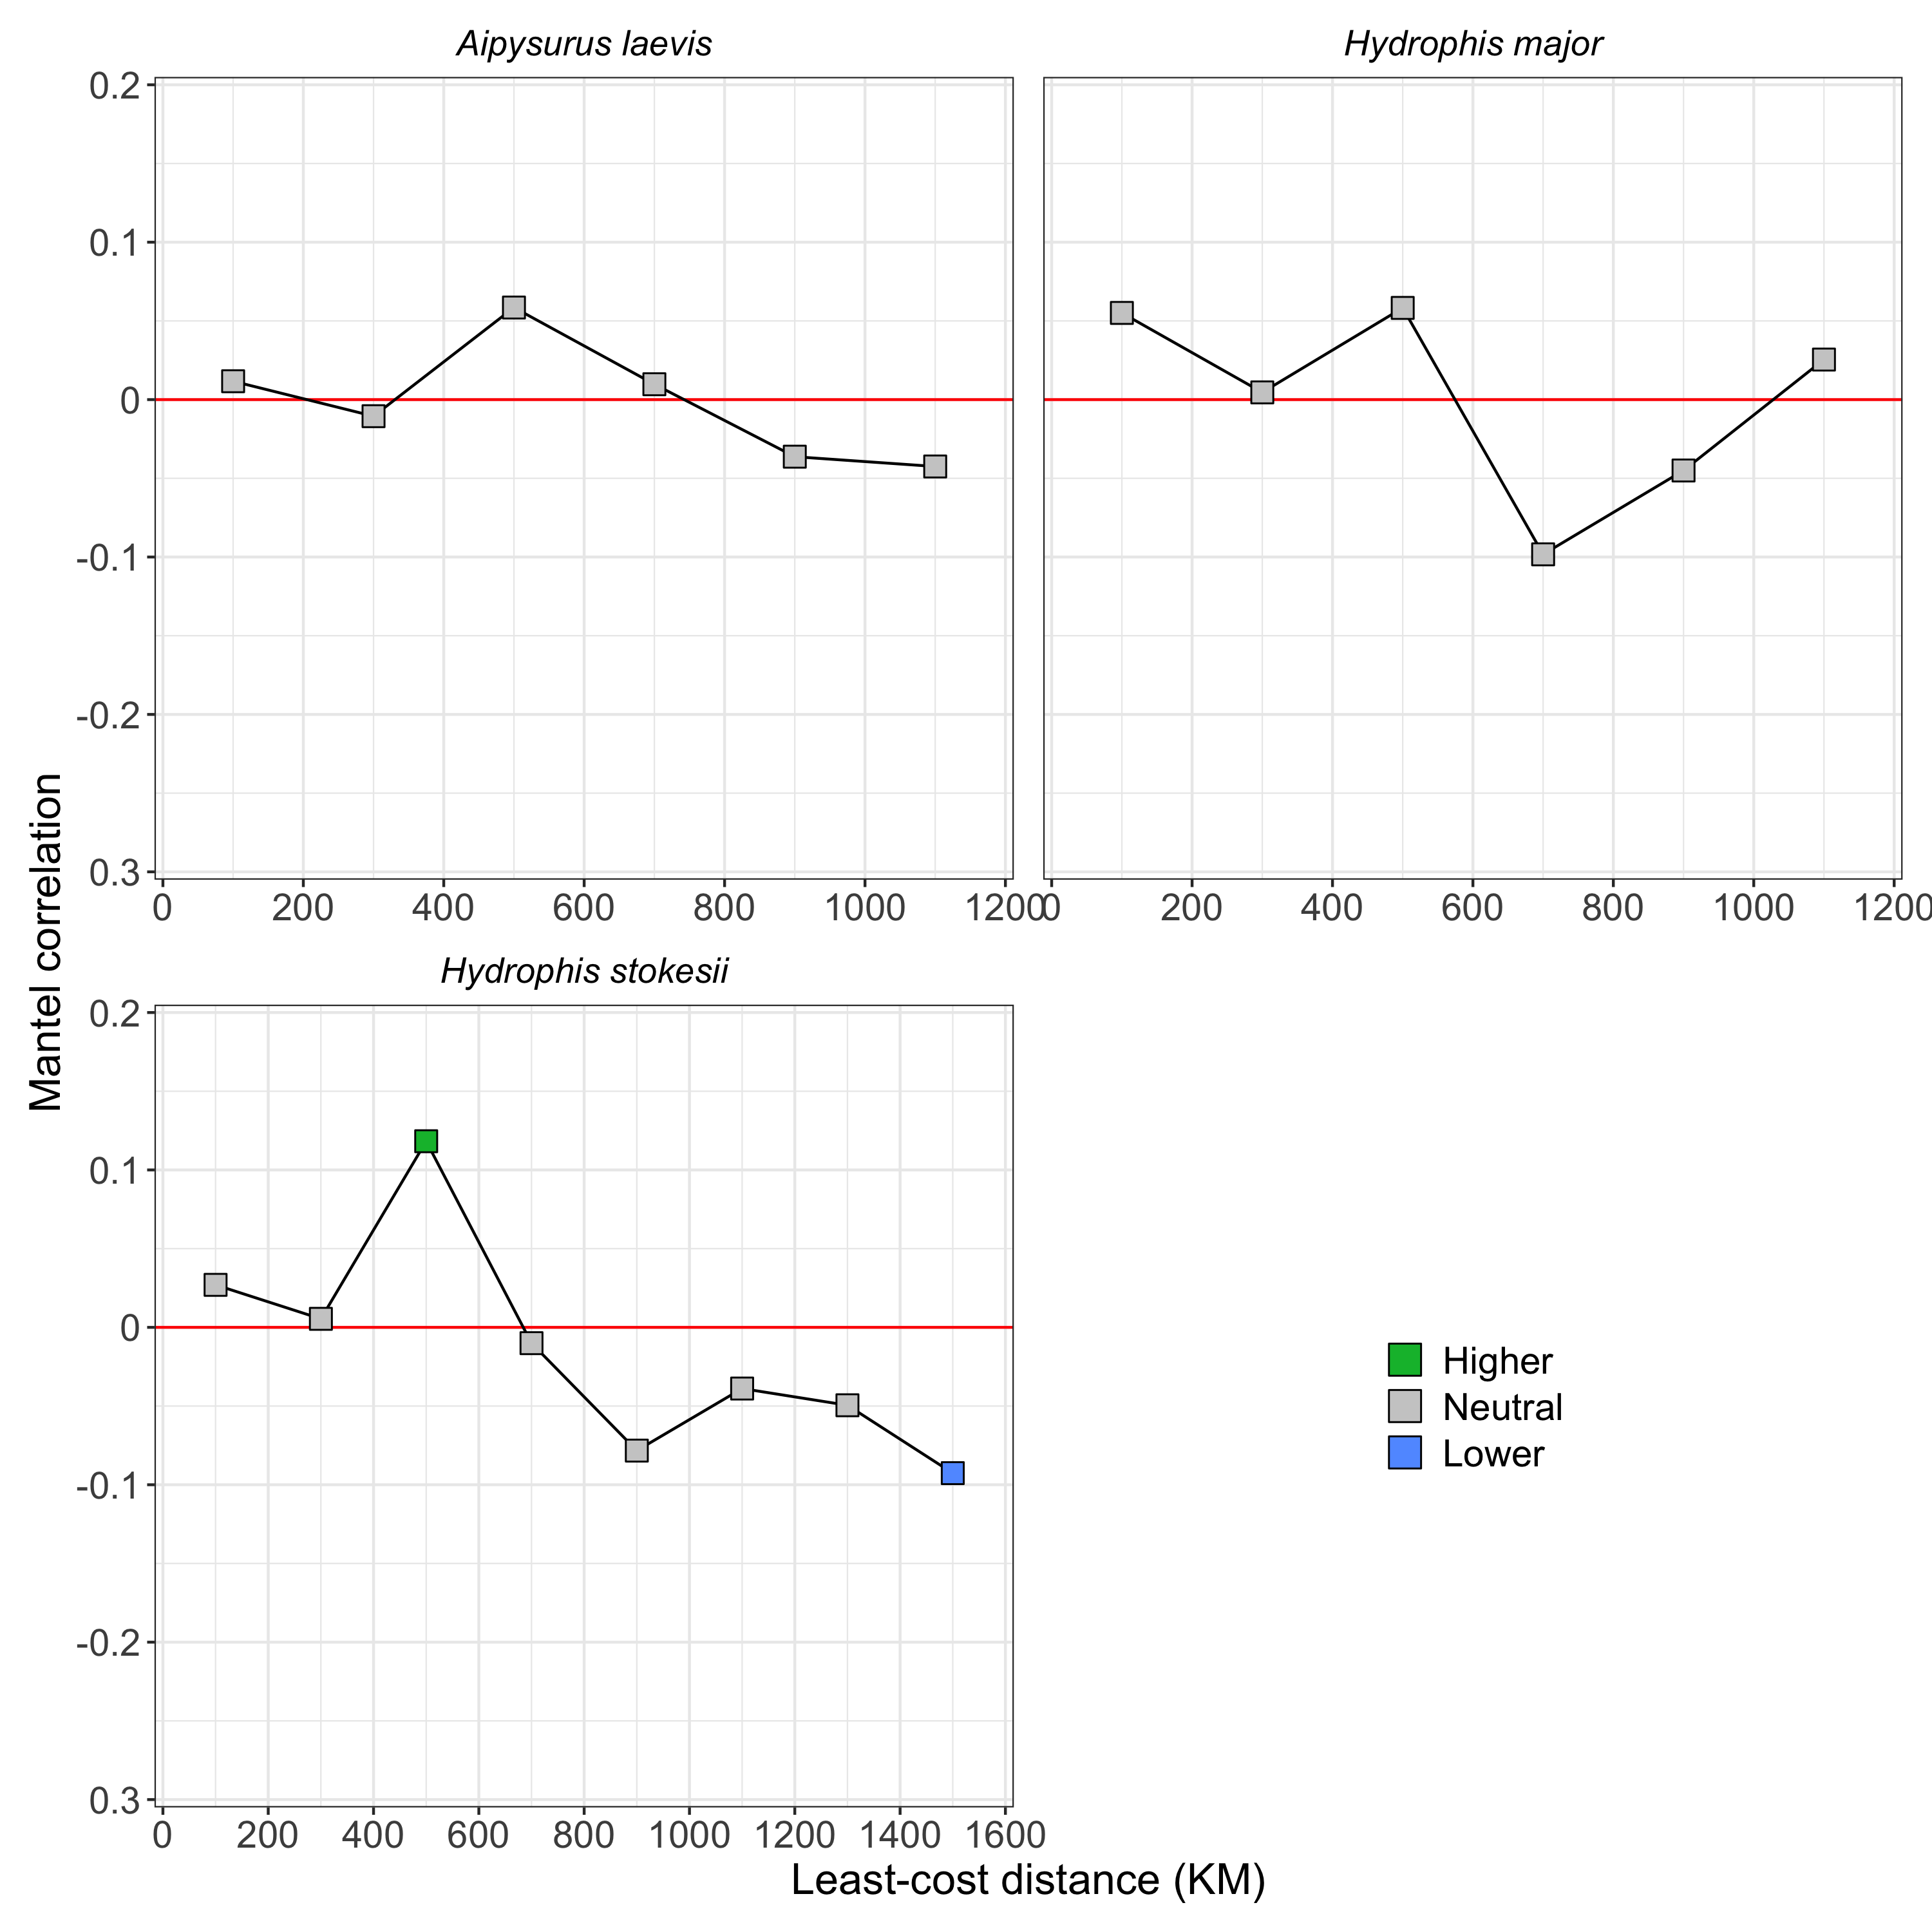 Aipysurus laevis
Hydrophis major
0.2
0.1
0
-0.1
-0.2
0.3
0 200 400 600 800 1000 1200
0 200 400 600 800 1000 1200
Mantel correlation
Hydrophis stokesii
0.2
0.1
0
-0.1
-0.2
0.3
0 200 400 600 800 1000 1200 1400 1600
Higher
Neutral
Lower
Least-cost distance (KM)